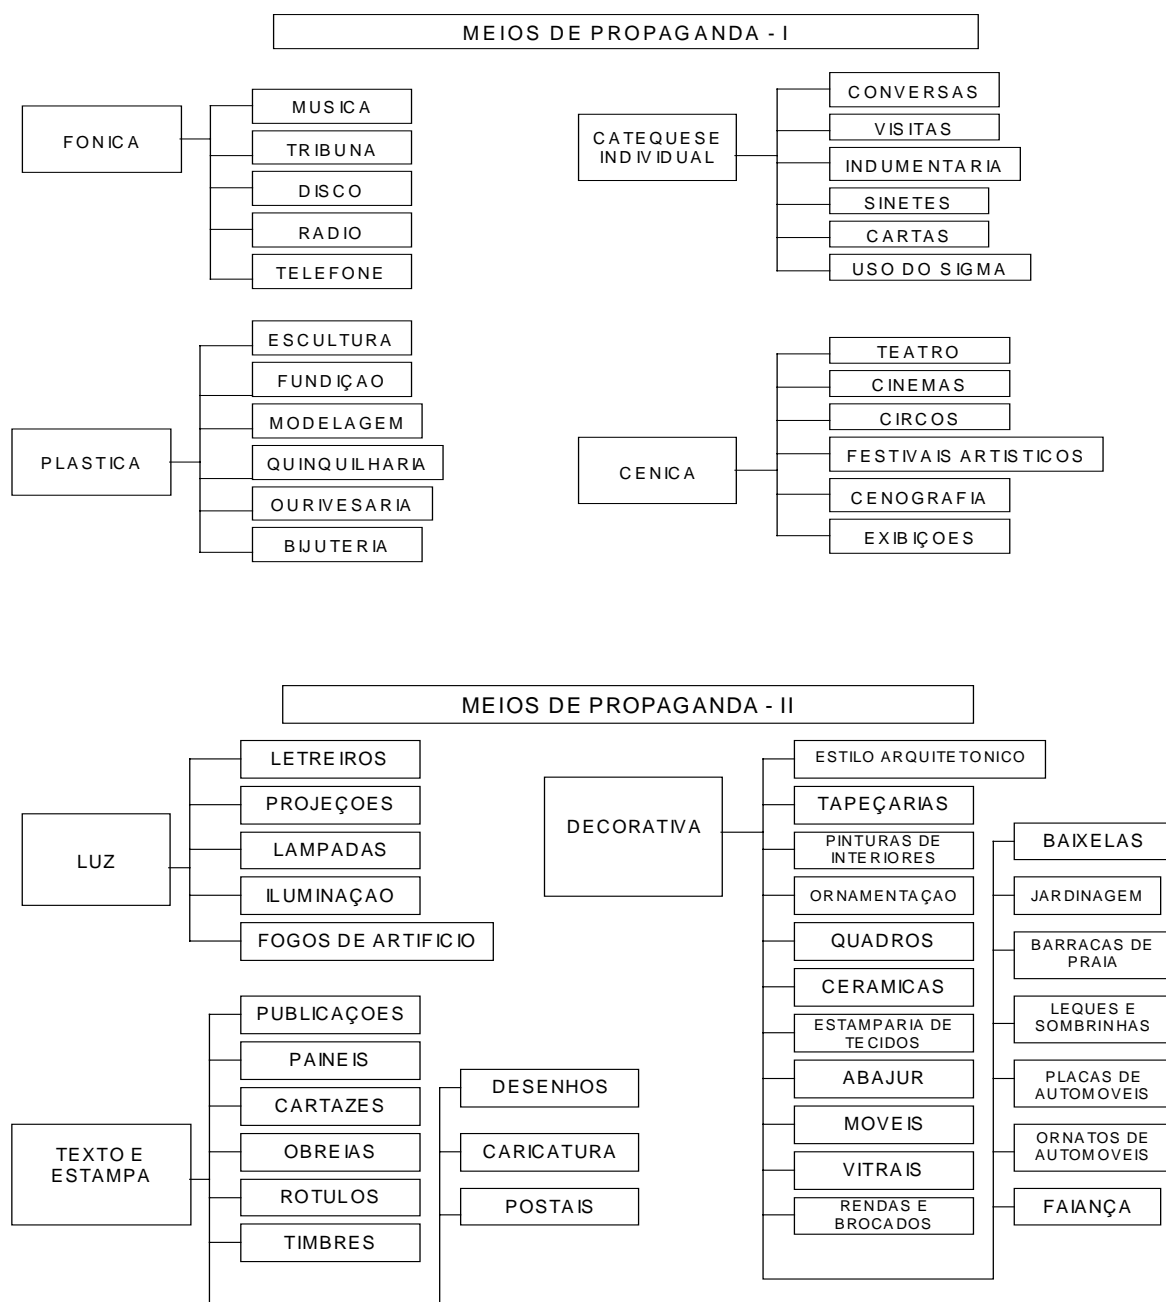 MEIOS DE PROPAGANDA - I
FONICA
MUSICA
TRIBUNA
DISCO
RADIO
TELEFONE
CATEQUESE
INDIVIDUAL
CONVERSAS
VISITAS
INDUMENTARIA
SINETES
CARTAS
USO DO SIGMA
PLASTICA
ESCULTURA
FUNDIÇAO
MODELAGEM
QUINQUILHARIA
OURIVESARIA
BIJUTERIA
CENICA
TEATRO
CINEMAS
CIRCOS
FESTIVAIS ARTISTICOS
CENOGRAFIA
EXIBIÇOES
MEIOS DE PROPAGANDA - II
LUZ
LETREIROS
PROJEÇOES
LAMPADAS
ILUMINAÇAO
FOGOS DE ARTIFICIO
TEXTO E
ESTAMPA
PUBLICAÇOES
PAINEIS
CARTAZES
OBREIAS
ROTULOS
TIMBRES
DESENHOS
CARICATURA
POSTAIS
DECORATIVA
ESTILO ARQUITETONICO
TAPEÇARIAS
PINTURAS DE
INTERIORES
ORNAMENTAÇAO
QUADROS
CERAMICAS
ESTAMPARIA DE
TECIDOS
ABAJUR
MOVEIS
VITRAIS
RENDAS E
BROCADOS
BAIXELAS
JARDINAGEM
BARRACAS DE
PRAIA
LEQUES E
SOMBRINHAS
PLACAS DE
AUTOMOVEIS
ORNATOS DE
AUTOMOVEIS
FAIANÇA